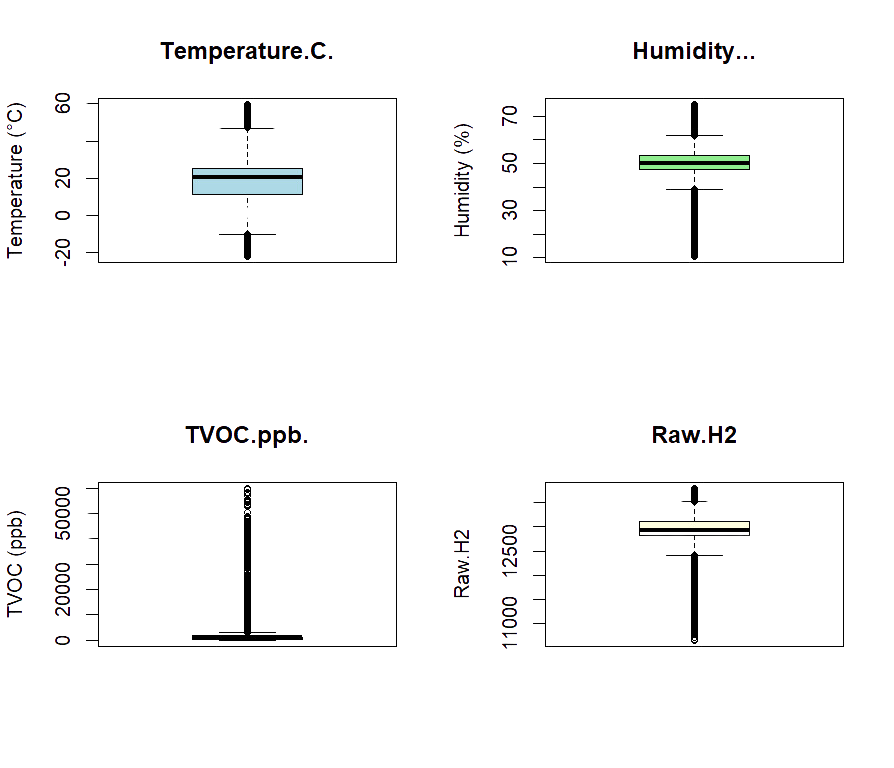 Temperature.C.
Temperature (°C)
60
20
0
-20
Humidity...
Humidity (%)
70
50
30
10
TVOC.ppb.
TVOC (ppb)
50000
20000
0
Raw.H2
Raw.H2
12500
11000